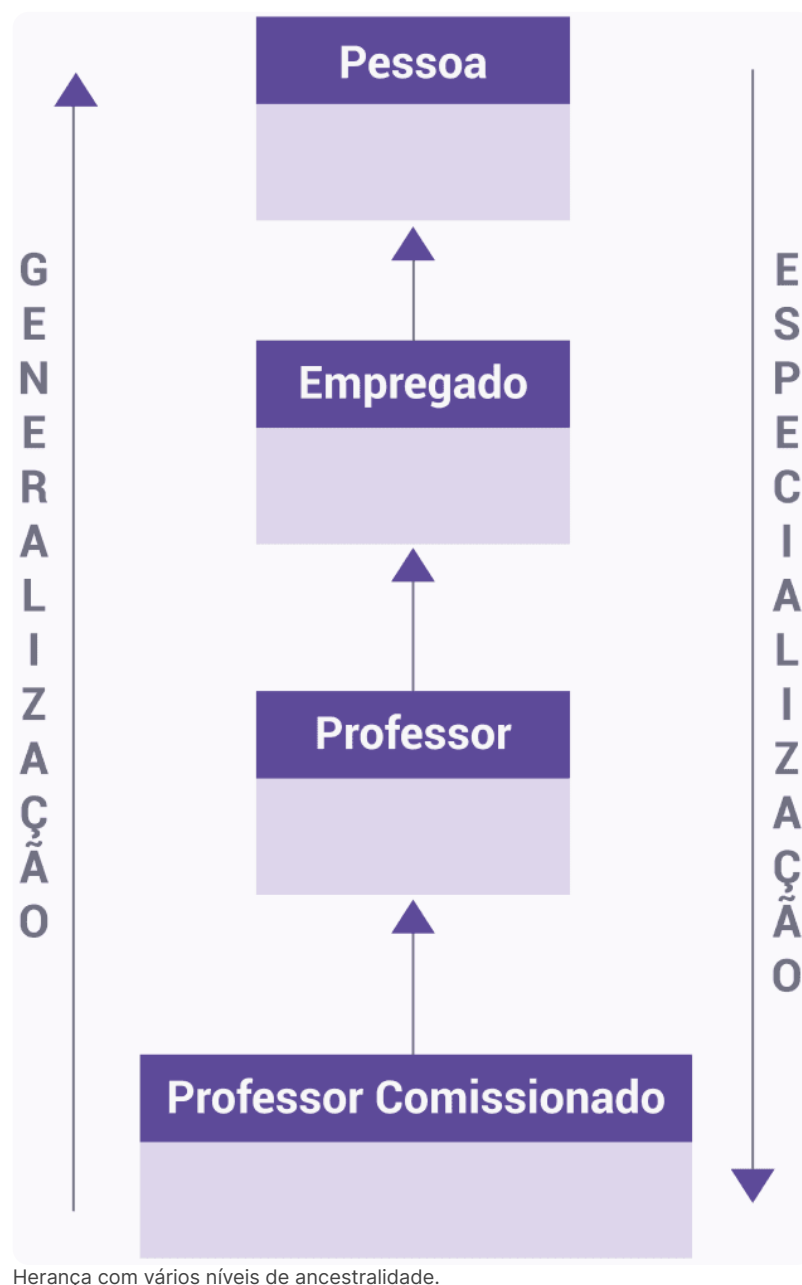 Pessoa
GENERALIZAÇÃO
ESPECIALIZAÇÃO
Empregado
Professor
Professor Comissionado
Herança com vários níveis de ancestralidade.